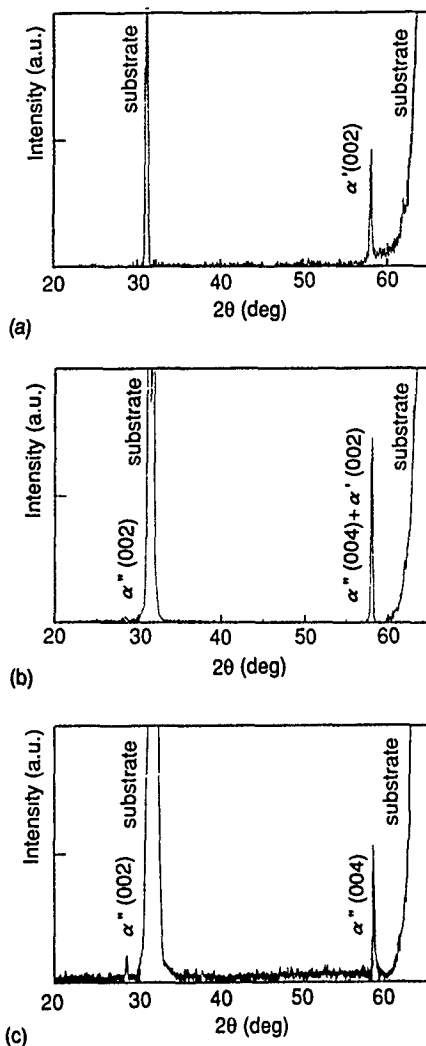 Intensity (a.u.)
substrate
α'(002)
substrate
20 30 40 50 60
2θ (deg)
(a)
Intensity (a.u.)
α" (002)
substrate
α" (004) + α' (002)
substrate
20 30 40 50 60
2θ (deg)
(b)
Intensity (a.u.)
α" (002)
substrate
α" (004)
substrate
20 30 40 50 60
2θ (deg)
(c)